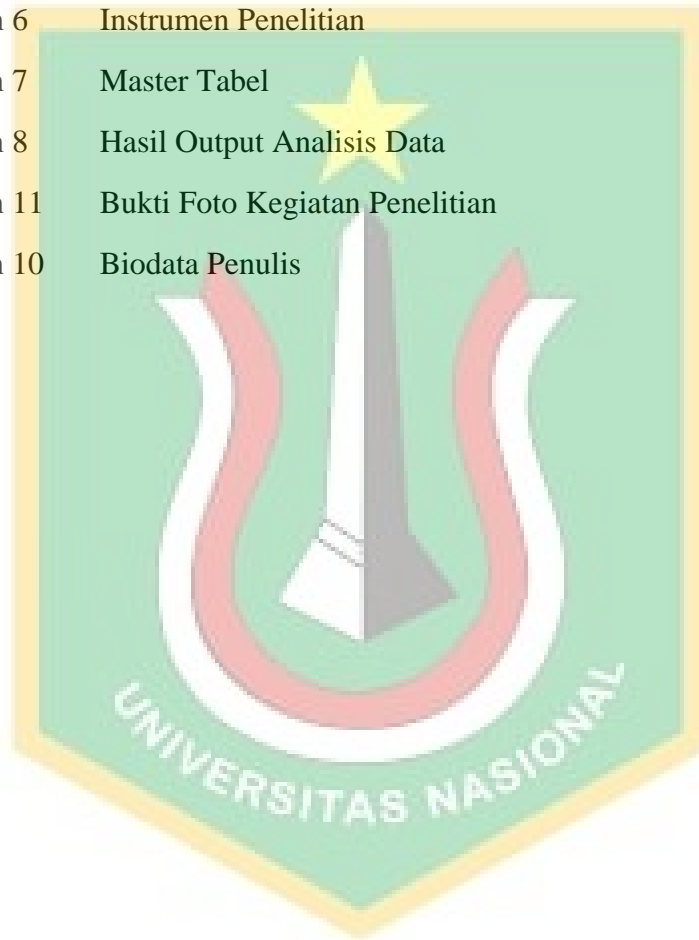 n 6 Instrumen Penelitian
n 7 Master Tabel
n 8 Hasil Output Analisis Data
n 11 Bukti Foto Kegiatan Penelitian
n 10 Biodata Penulis
UNIVERSITAS NASIONAL